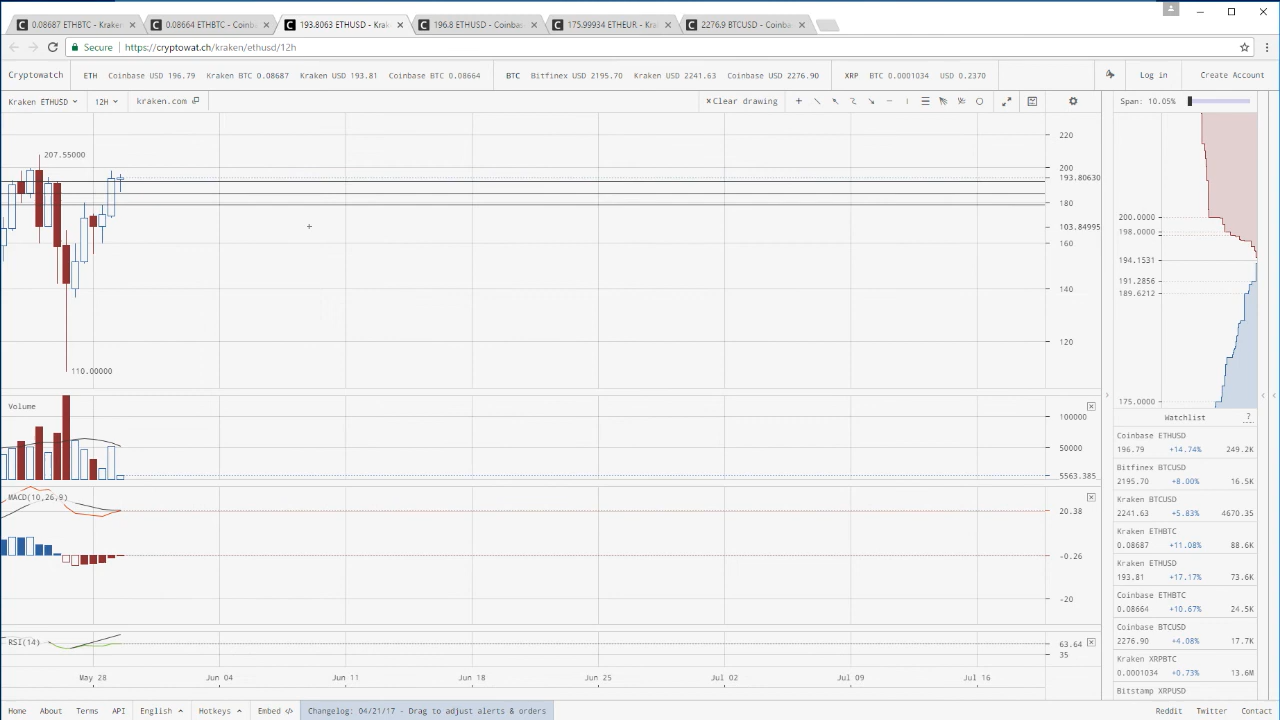 0.08687 ETHBTC - Kraken
0.08664 ETHBTC - Coinb
193.8063 ETHUSD - Kra
196.8 ETHUSD - Coinba
175.99934 ETHEUR - Kra
2276.9 BTCUSD - Coinb
Secure https://cryptowat.ch/kraken/ethusd/12h
Cryptowatch ETH Coinbase USD 196.79 Kraken BTC 0.08687 Kraken USD 193.81 Coinbase BTC 0.08664 BTC Bitfinex USD 2195.70 Kraken USD 2241.63 Coinbase USD 2276.90 XRP BTC 0.0001034 USD 0.2370 Log in Create Account
Kraken ETHUSD 12H kraken.com ×Clear drawing Span: 10.05%
220
207.55000
200
193.80630
180
103.84995
160
140
120
110.00000
200.0000
198.0000
194.1531
191.2856
189.6212
175.0000
Volume
100000
50000
5563.385
MACD(10,26,9)
20.38
-0.26
-20
RSI(14)
63.64
35
May 28 Jun 04 Jun 11 Jun 18 Jun 25 Jul 02 Jul 09 Jul 16
Watchlist ?
Coinbase ETHUSD
196.79 +14.74% 249.2K
Bitfinex BTCUSD
2195.70 +8.00% 16.5K
Kraken BTCUSD
2241.63 +5.83% 4670.35
Kraken ETHBTC
0.08687 +11.08% 88.6K
Kraken ETHUSD
193.81 +17.17% 73.6K
Coinbase ETHBTC
0.08664 +10.67% 24.5K
Coinbase BTCUSD
2276.90 +4.08% 17.7K
Kraken XRPBTC
0.0001034 +0.73% 13.6M
Bitstamp XRPUSD
Home About Terms API English Hotkeys Embed </> Changelog: 04/21/17 - Drag to adjust alerts & orders Reddit Twitter Contact